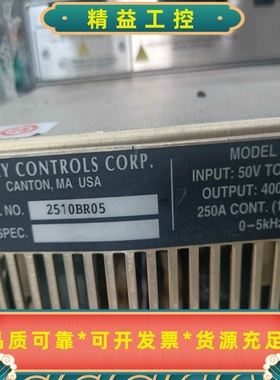 精益工控
EY CONTROLS CORP.
CANTON, MA USA
NO. 2510BR05
SPEC.
MODEL
INPUT: 50V TO
OUTPUT: 400
250A CONT. (1
0-5kHz
品质可靠*可开发票*货源充足